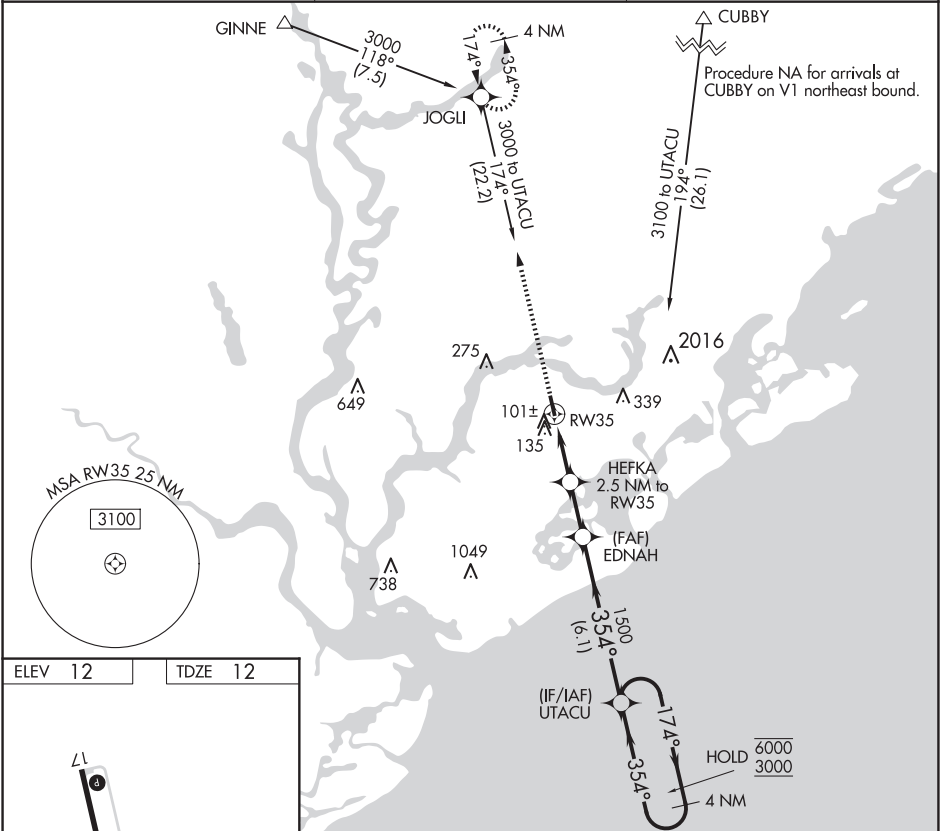 GINNE
3000
118°
(7.5)
174°
354°
4 NM
JOGLI
3000 to UTACU
174°
(22.2)
CUBBY
Procedure NA for arrivals at
CUBBY on V1 northeast bound.
3100 to UTACU
194°
(26.1)
2016
275
649
339
101±
135
RW35
HEFKA
2.5 NM to
RW35
(FAF)
EDNAH
MSA RW35 25 NM
3100
738
1049
1500
354°
(6.1)
(IF/IAF)
UTACU
174°
354°
HOLD
6000
3000
4 NM
ELEV 12
TDZE 12
17
P